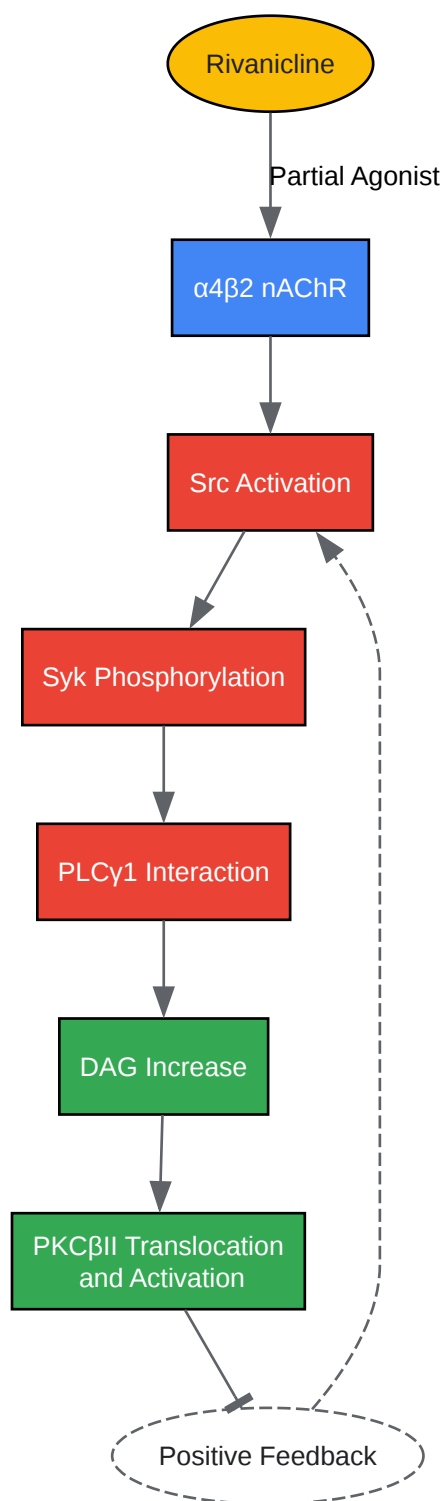 Rivanicline
Partial Agonist
α4β2 nAChR
Src Activation
Syk Phosphorylation
PLCγ1 Interaction
DAG Increase
PKCβII Translocation
and Activation
Positive Feedback